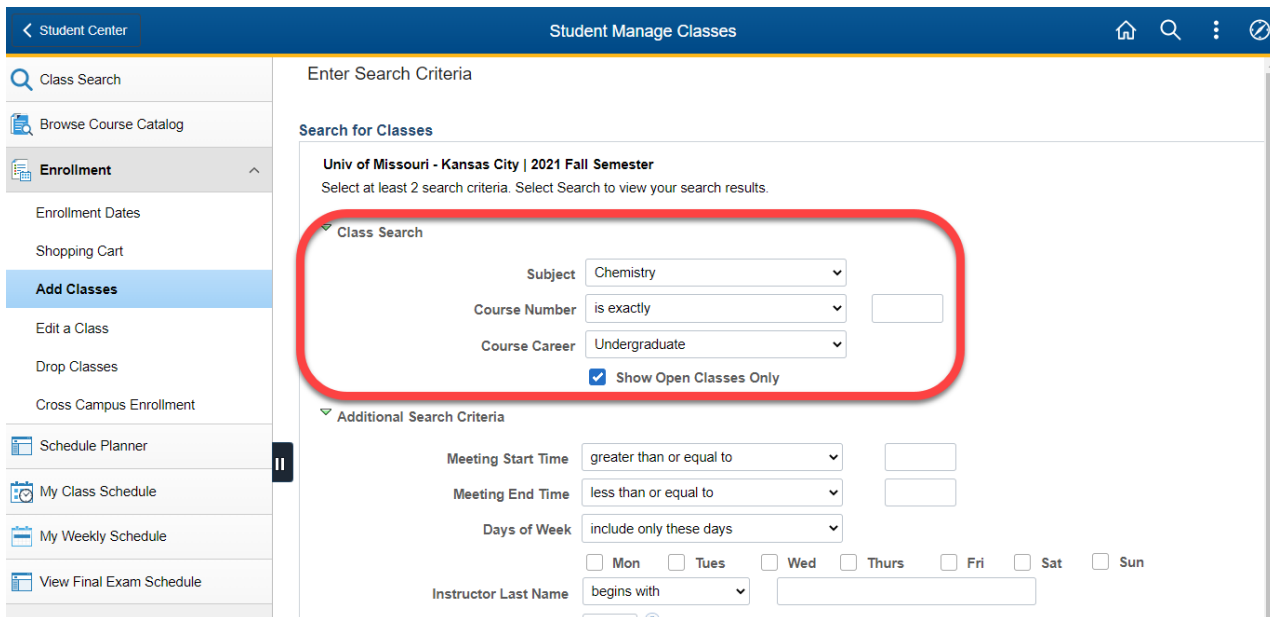 Student Center
Student Manage Classes
Class Search
Browse Course Catalog
Enrollment
Enrollment Dates
Shopping Cart
Add Classes
Edit a Class
Drop Classes
Cross Campus Enrollment
Schedule Planner
My Class Schedule
My Weekly Schedule
View Final Exam Schedule
Enter Search Criteria
Search for Classes
Univ of Missouri - Kansas City | 2021 Fall Semester
Select at least 2 search criteria. Select Search to view your search results.
Class Search
Subject Chemistry
Course Number is exactly
Course Career Undergraduate
Show Open Classes Only
Additional Search Criteria
Meeting Start Time greater than or equal to
Meeting End Time less than or equal to
Days of Week include only these days
Mon Tues Wed Thurs Fri Sat Sun
Instructor Last Name begins with